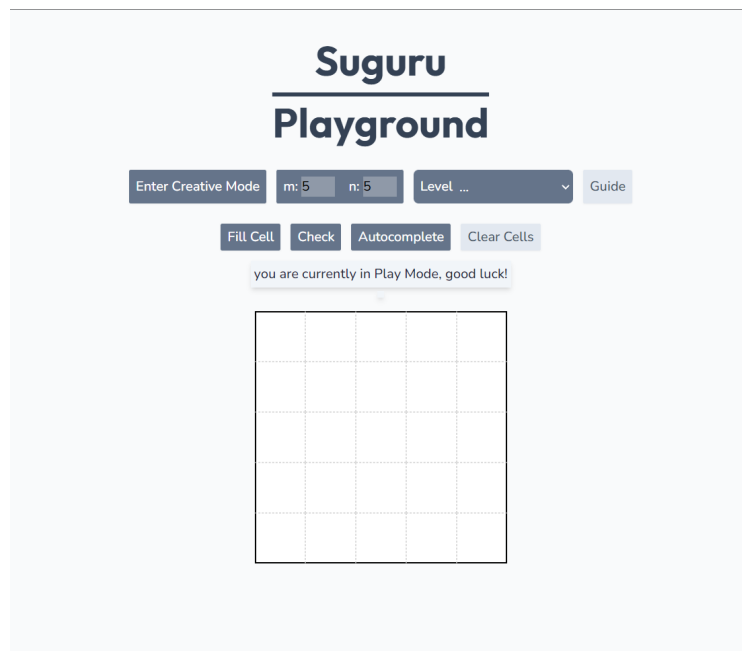 Suguru
Playground
Enter Creative Mode m: 5 n: 5 Level ... Guide
Fill Cell Check Autocomplete Clear Cells
you are currently in Play Mode, good luck!